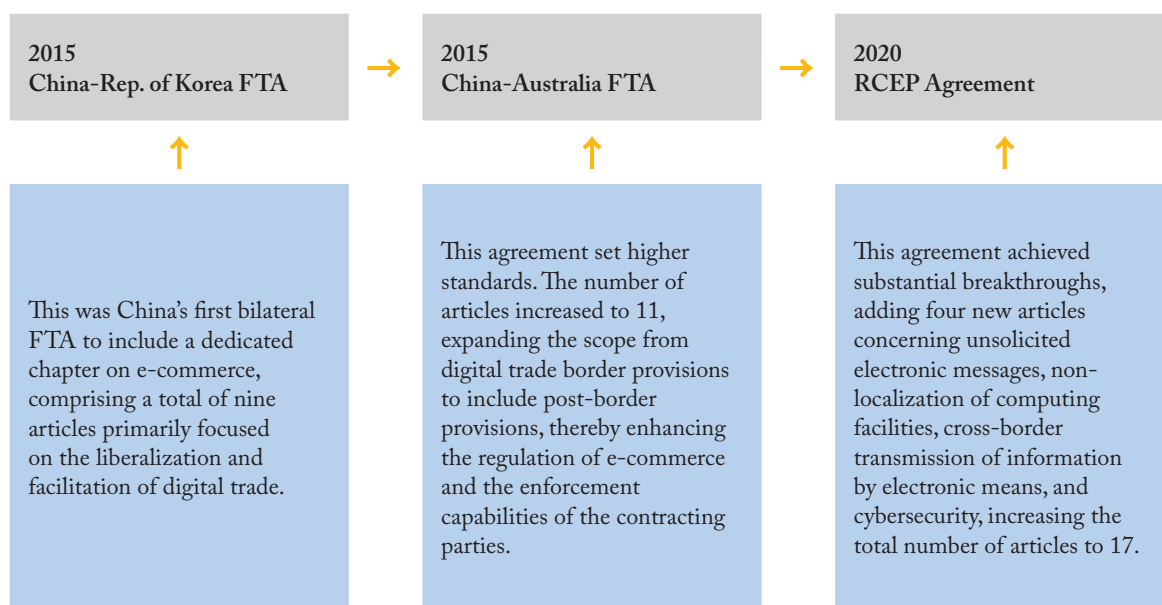 2015
China-Rep. of Korea FTA
2015
China-Australia FTA
2020
RCEP Agreement
This was China’s first bilateral
FTA to include a dedicated
chapter on e-commerce,
comprising a total of nine
articles primarily focused
on the liberalization and
facilitation of digital trade.
This agreement set higher
standards. The number of
articles increased to 11,
expanding the scope from
digital trade border provisions
to include post-border
provisions, thereby enhancing
the regulation of e-commerce
and the enforcement
capabilities of the contracting
parties.
This agreement achieved
substantial breakthroughs,
adding four new articles
concerning unsolicited
electronic messages, non-
localization of computing
facilities, cross-border
transmission of information
by electronic means, and
cybersecurity, increasing the
total number of articles to 17.